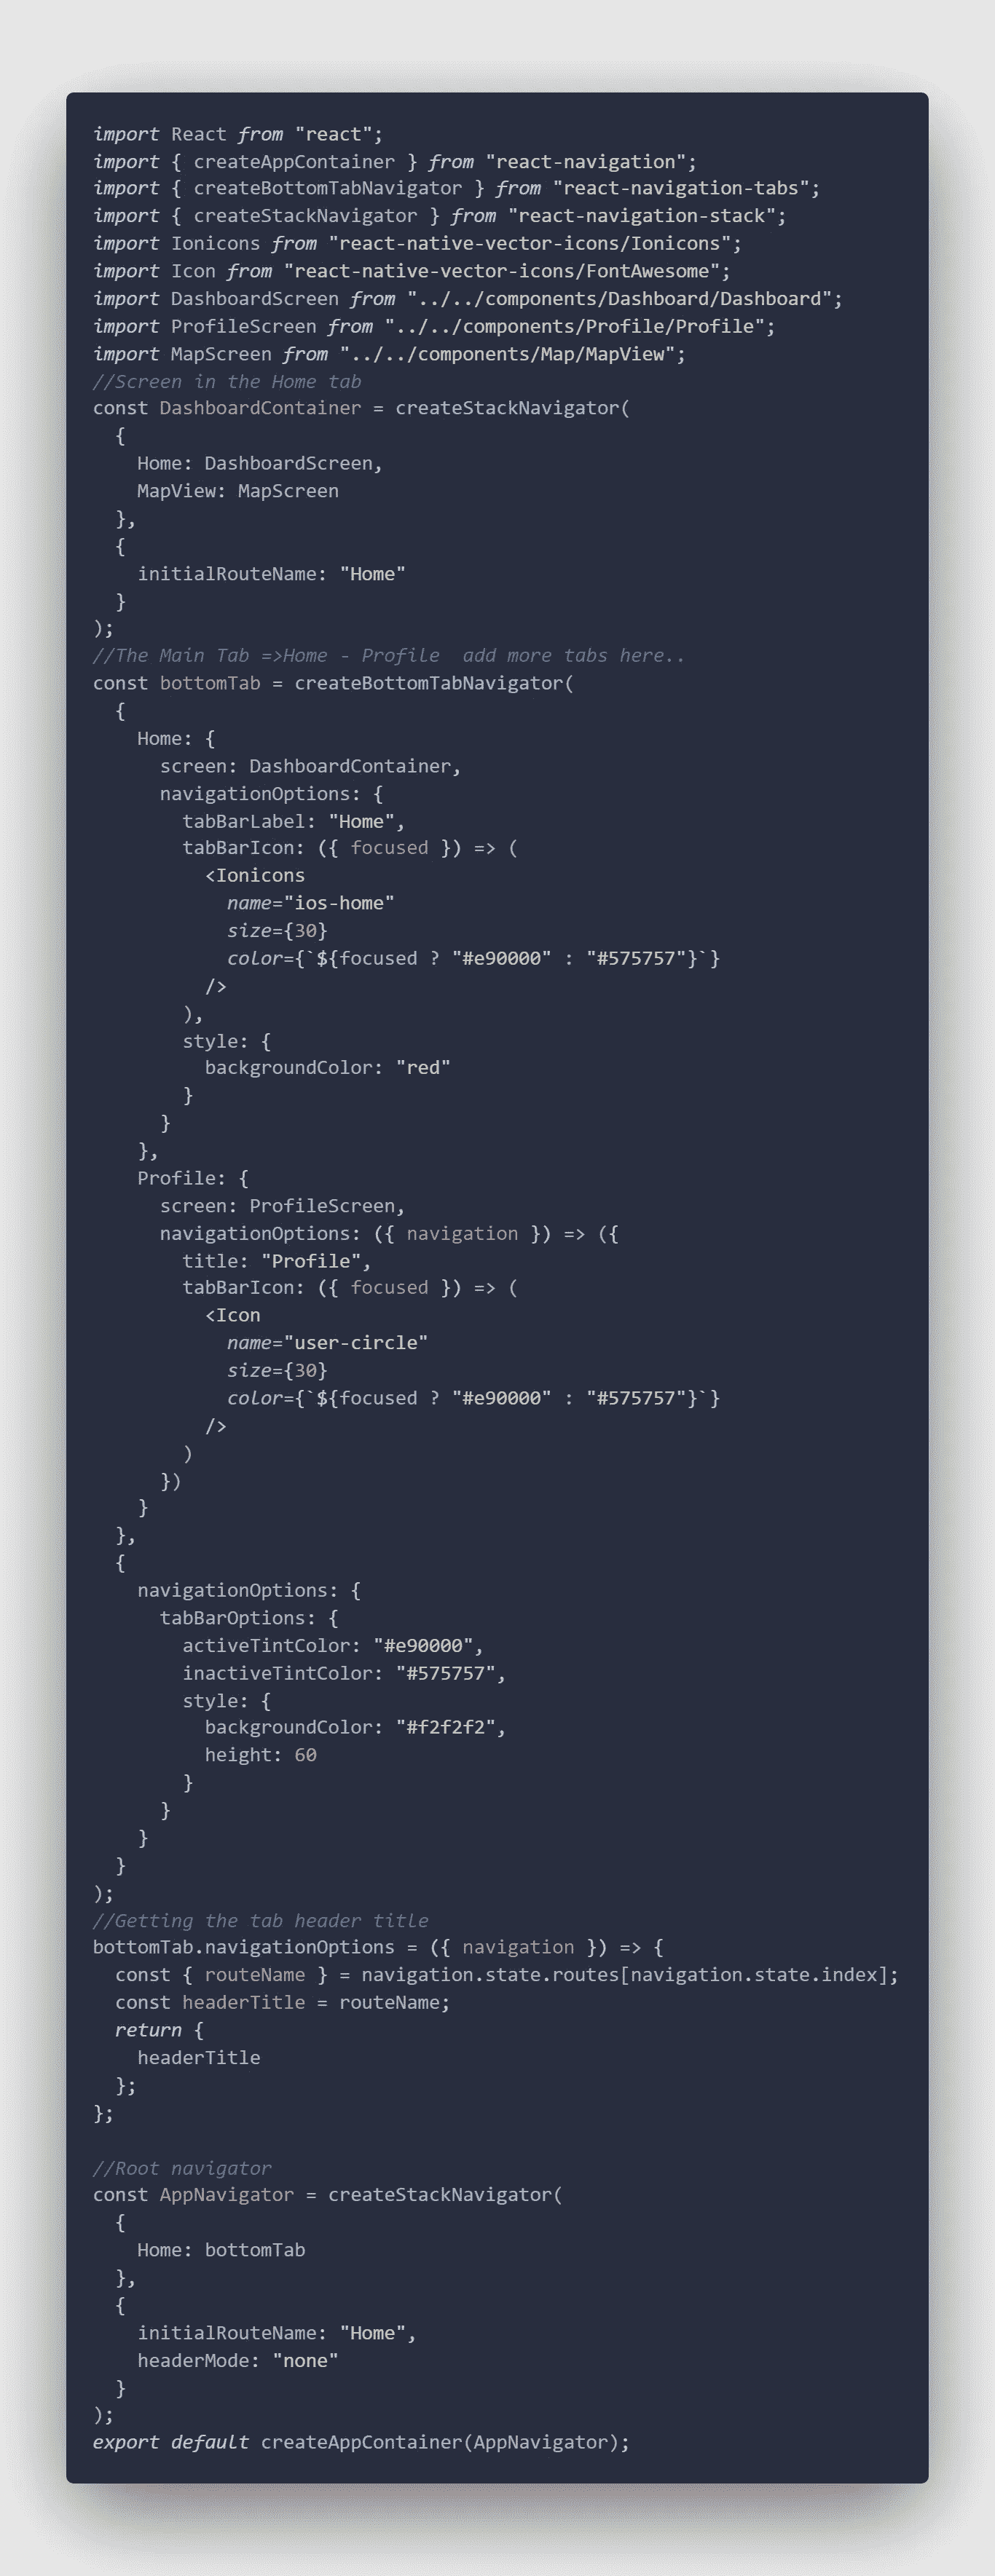 import React from "react";
import { createAppContainer } from "react-navigation";
import { createBottomTabNavigator } from "react-navigation-tabs";
import { createStackNavigator } from "react-navigation-stack";
import Ionicons from "react-native-vector-icons/Ionicons";
import Icon from "react-native-vector-icons/FontAwesome";
import DashboardScreen from "../../components/Dashboard/Dashboard";
import ProfileScreen from "../../components/Profile/Profile";
import MapScreen from "../../components/Map/MapView";
//Screen in the Home tab
const DashboardContainer = createStackNavigator(
  {
    Home: DashboardScreen,
    MapView: MapScreen
  },
  {
    initialRouteName: "Home"
  }
);
//The Main Tab =>Home - Profile  add more tabs here..
const bottomTab = createBottomTabNavigator(
  {
    Home: {
      screen: DashboardContainer,
      navigationOptions: {
        tabBarLabel: "Home",
        tabBarIcon: ({ focused }) => (
          <Ionicons
            name="ios-home"
            size={30}
            color={`${focused ? "#e90000" : "#575757"}`}
          />
        ),
        style: {
          backgroundColor: "red"
        }
      }
    },
    Profile: {
      screen: ProfileScreen,
      navigationOptions: ({ navigation }) => ({
        title: "Profile",
        tabBarIcon: ({ focused }) => (
          <Icon
            name="user-circle"
            size={30}
            color={`${focused ? "#e90000" : "#575757"}`}
          />
        )
      })
    }
  },
  {
    navigationOptions: {
      tabBarOptions: {
        activeTintColor: "#e90000",
        inactiveTintColor: "#575757",
        style: {
          backgroundColor: "#f2f2f2",
          height: 60
        }
      }
    }
  }
);
//Getting the tab header title
bottomTab.navigationOptions = ({ navigation }) => {
  const { routeName } = navigation.state.routes[navigation.state.index];
  const headerTitle = routeName;
  return {
    headerTitle
  };
};

//Root navigator
const AppNavigator = createStackNavigator(
  {
    Home: bottomTab
  },
  {
    initialRouteName: "Home",
    headerMode: "none"
  }
);
export default createAppContainer(AppNavigator);